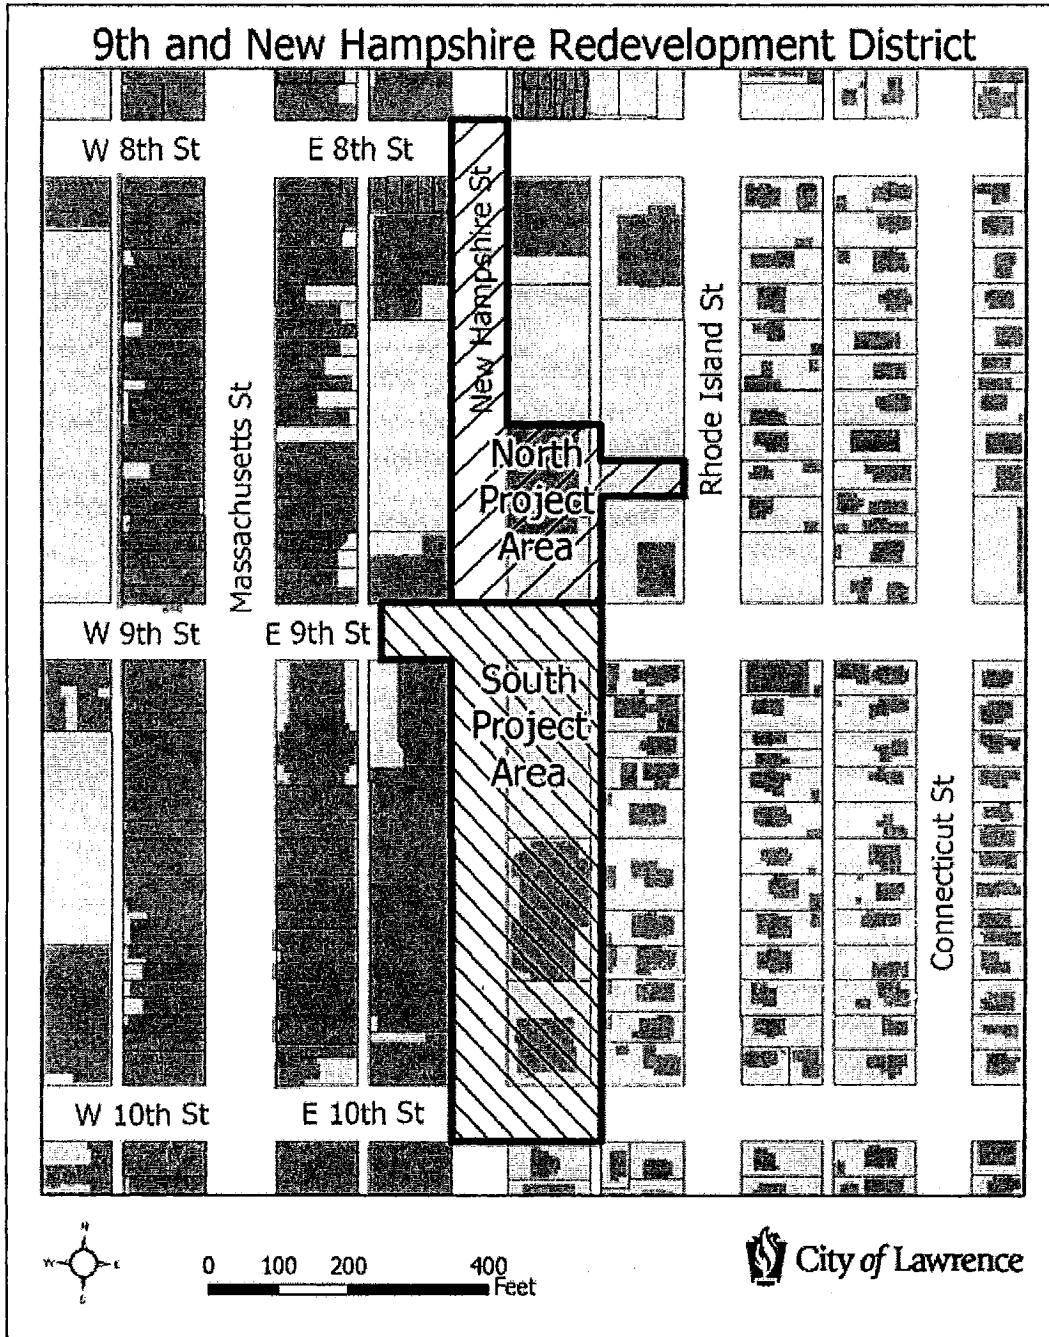 9th and New Hampshire Redevelopment District
W 8th St
E 8th St
New Hampshire St
Massachusetts St
Rhode Island St
North
Project
Area
W 9th St
E 9th St
South
Project
Area
Connecticut St
W 10th St
E 10th St
N
W
E
S
0 100 200 400
Feet
City of Lawrence